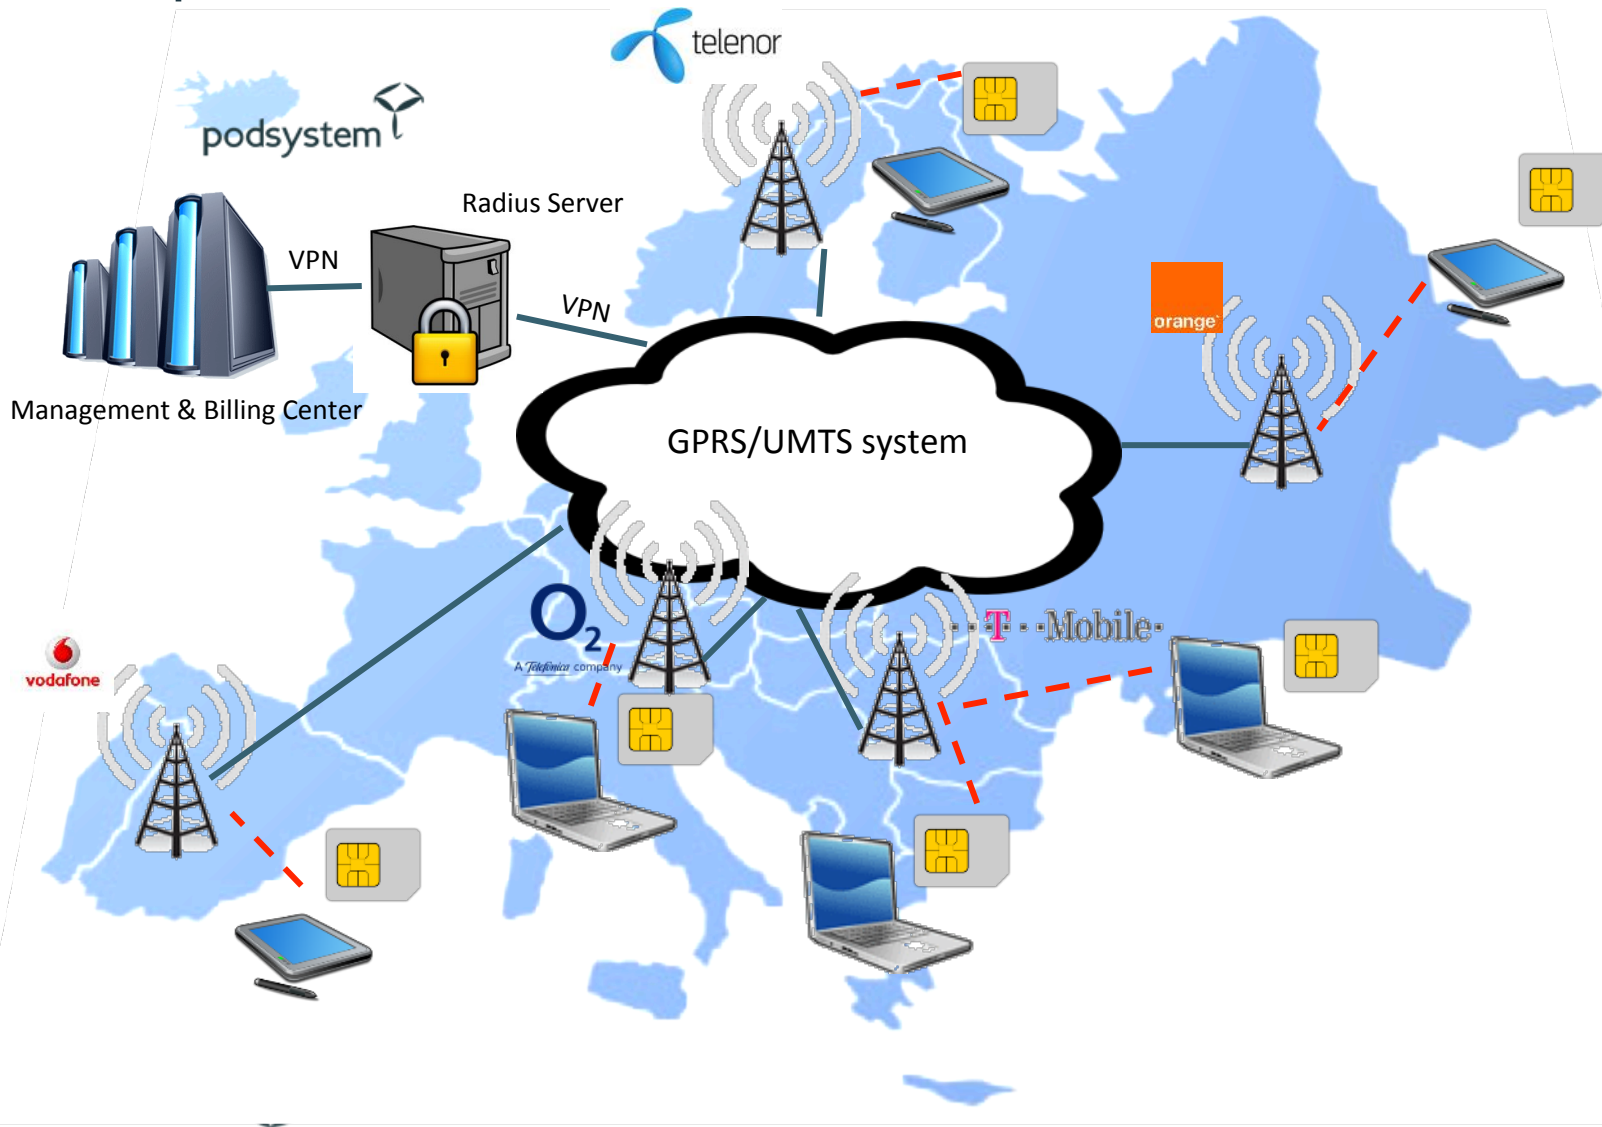 telenor
podsystem
Radius Server
VPN
VPN
orange
Management & Billing Center
GPRS/UMTS system
O2
A Telefónica company
T··Mobile·
vodafone